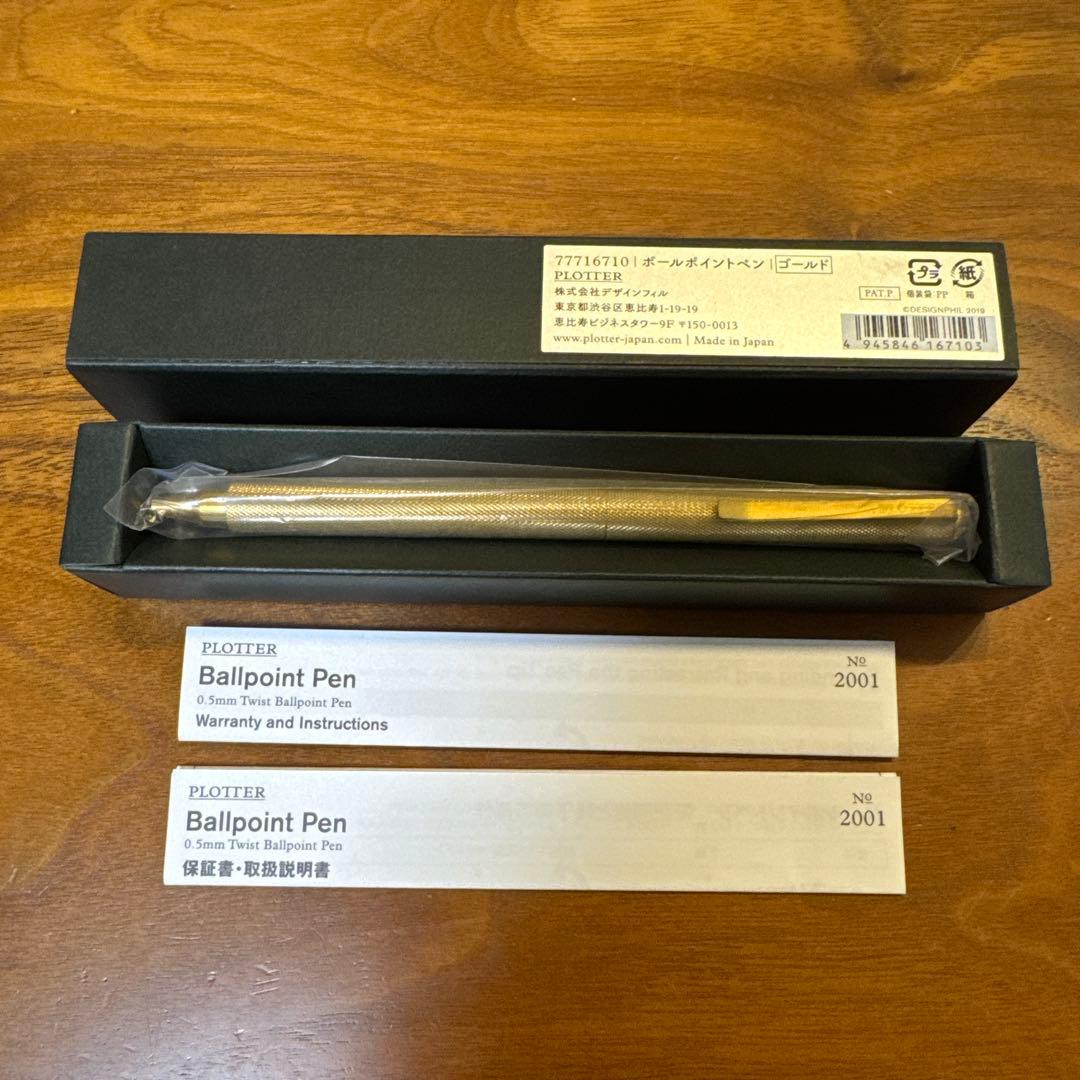 77716710 | ボールポイントペン | ゴールド
PLOTTER
株式会社デザインフィル
東京都渋谷区恵比寿1-19-19
恵比寿ビジネスタワー9F 〒150-0013
www.plotter-japan.com | Made in Japan
プラ
紙
PAT.P.
個装袋:PP
箱
©DESIGNPHIL 2019
4 945846 167103
PLOTTER
Ballpoint Pen
0.5mm Twist Ballpoint Pen
Warranty and Instructions
No
2001
PLOTTER
Ballpoint Pen
0.5mm Twist Ballpoint Pen
保証書・取扱説明書
No
2001